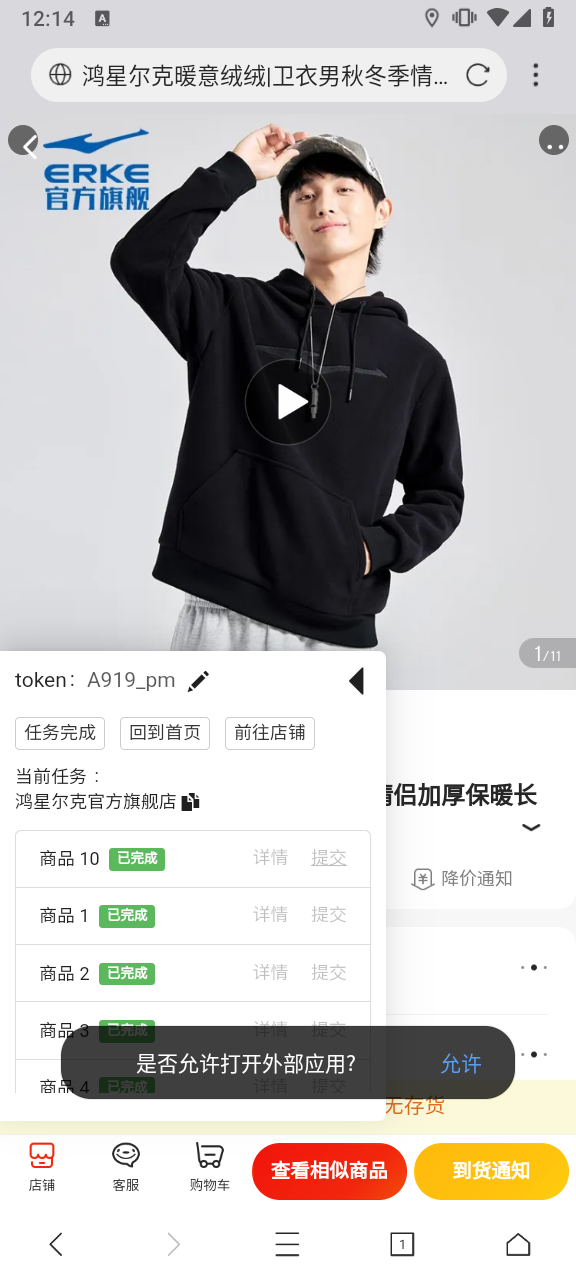 12:14
A
鸿星尔克暖意绒绒|卫衣男秋冬季情...
ERKE
官方旗舰
1/11
token: A919_pm
任务完成 回到首页 前往店铺
当前任务：
鸿星尔克官方旗舰店
情侣加厚保暖长
降价通知
商品 10 已完成 详情 提交
商品 1 已完成 详情 提交
商品 2 已完成 详情 提交
商品 3 已完成 详情 提交
是否允许打开外部应用? 允许
商品 4 已完成 详情 提交
无存货
店铺 客服 购物车 查看相似商品 到货通知
1